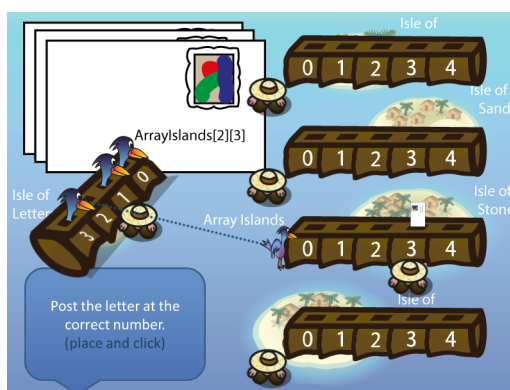 Isle of
0 1 2 3 4
ArrayIslands[2][3]
Isle of
Sand
0 1 2 3 4
Isle of
Letter
3 2 1 0
Array Islands
Isle of
Stone
0 1 2 3 4
Post the letter at the
correct number.
(place and click)
Isle of
0 1 2 3 4